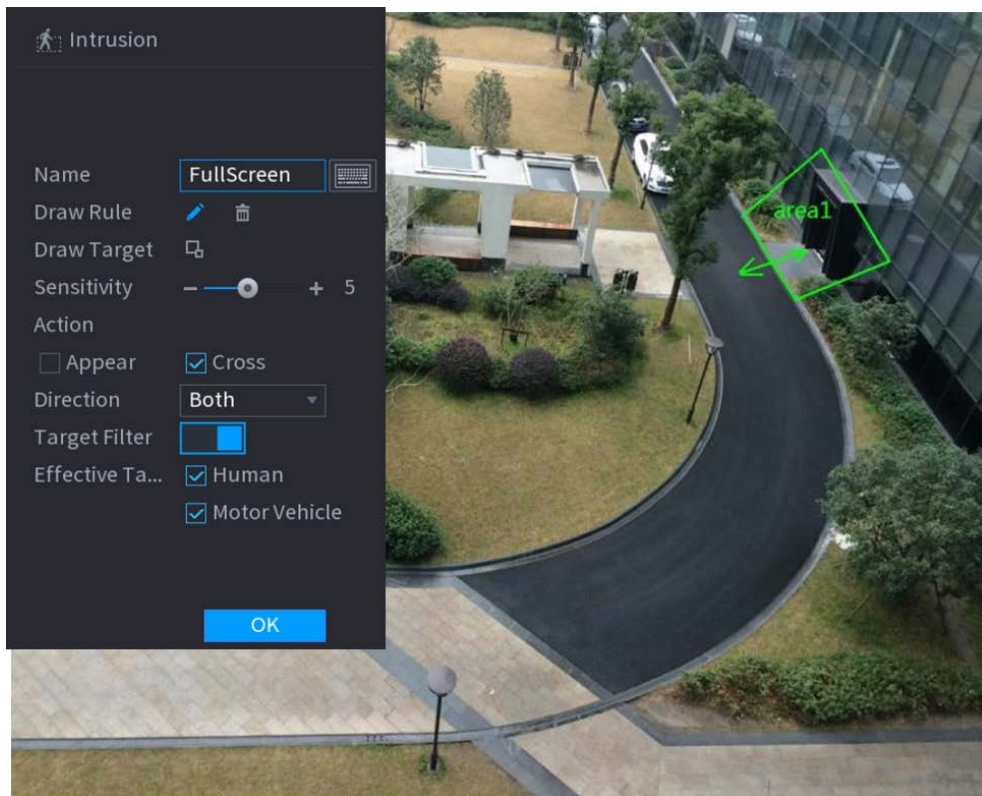 Intrusion
Name FullScreen
Draw Rule
Draw Target
Sensitivity - + 5
Action
Appear Cross
Direction Both
Target Filter
Effective Ta... Human
Motor Vehicle
OK
area1